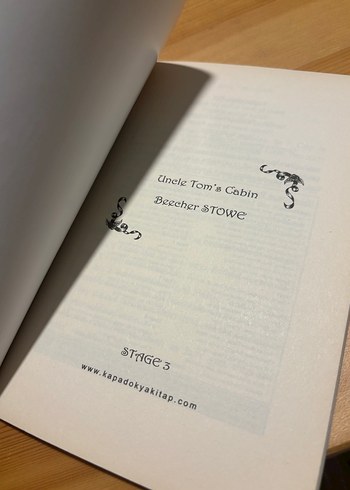 Uncle Tom's Cabin
Beecher STOWE
STAGE 3
www.kapadokyakitap.com